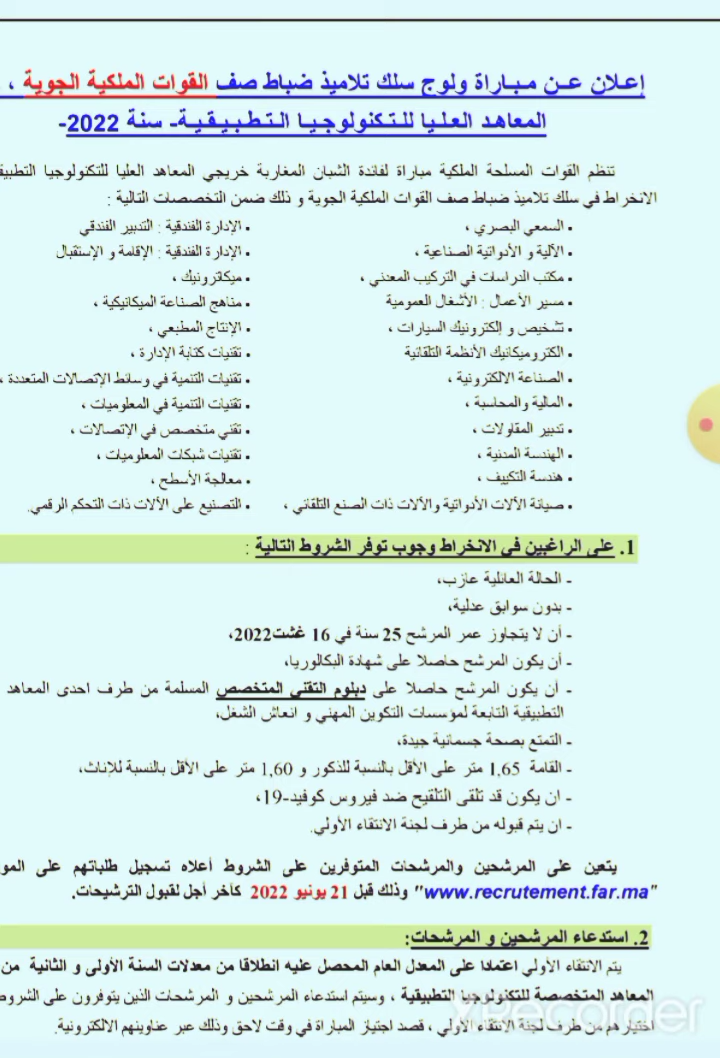 إعلان عن مباراة ولوج سلك تلاميذ ضباط صف القوات الملكية الجوية ،
المعاهد العليا للتكنولوجيا التطبيقية- سنة 2022-
تنظم القوات المسلحة الملكية مباراة لفائدة الشبان المغاربة خريجي المعاهد العليا للتكنولوجيا
الانخراط في سلك تلاميذ ضباط صف القوات الملكية الجوية و ذلك ضمن التخصصات التالية :
• السمعي البصري ،
• الآلية و الأدواتية الصناعية ،
• مكتب الدراسات في التركيب المعدني ،
• مسير الأعمال : الأشغال العمومية
• تشخيص و إلكترونيك السيارات ،
• الكتروميكانيك الأنظمة التلقائية
• الصناعة الالكترونية ،
• المالية والمحاسبة ،
• تدبير المقاولات ،
• الهندسة المدنية ،
• هندسة التكييف ،
• صيانة الآلات الأدواتية والآلات ذات الصنع التلقائي ،
• الإدارة الفندقية : التدبير الفندقي
• الإدارة الفندقية : الإقامة و الإستقبال
• ميكاترونيك ،
• مناهج الصناعة الميكانيكية ،
• الإنتاج المطبعي ،
• تقنيات كتابة الإدارة ،
• تقنيات التنمية في وسائط الإتصالات المتعددة ،
• تقنيات التنمية في المعلوميات ،
• تقني متخصص في الإتصالات ،
• تقنيات شبكات المعلوميات ،
• معالجة الأسطح ،
• التصنيع على الآلات ذات التحكم الرقمي.
1. على الراغبين في الانخراط وجوب توفر الشروط التالية :
- الحالة العائلية عازب،
- بدون سوابق عدلية،
- أن لا يتجاوز عمر المرشح 25 سنة في 16 غشت2022،
- أن يكون المرشح حاصلا على شهادة البكالوريا،
- أن يكون المرشح حاصلا على دبلوم التقني المتخصص المسلمة من طرف احدى المعاهد
التطبيقية التابعة لمؤسسات التكوين المهني و انعاش الشغل،
- التمتع بصحة جسمانية جيدة،
- القامة 1,65 متر على الأقل بالنسبة للذكور و 1,60 متر على الأقل بالنسبة للإناث،
- ان يكون قد تلقى التلقيح ضد فيروس كوفيد-19،
- ان يتم قبوله من طرف لجنة الانتقاء الأولي.
يتعين على المرشحين والمرشحات المتوفرين على الشروط أعلاه تسجيل طلباتهم على
"www.recrutement.far.ma" وذلك قبل 21 يونيو 2022 كآخر أجل لقبول الترشيحات.
2. استدعاء المرشحين و المرشحات:
يتم الانتقاء الأولي اعتمادا على المعدل العام المحصل عليه انطلاقا من معدلات السنة الأولى و الثانية من
المعاهد المتخصصة للتكنولوجيا التطبيقية ، وسيتم استدعاء المرشحين و المرشحات الذين يتوفرون على الشروط
اختيارهم من طرف لجنة الانتقاء الأولي ، قصد اجتياز المباراة في وقت لاحق وذلك عبر عناوينهم الالكترونية.
XRecorder